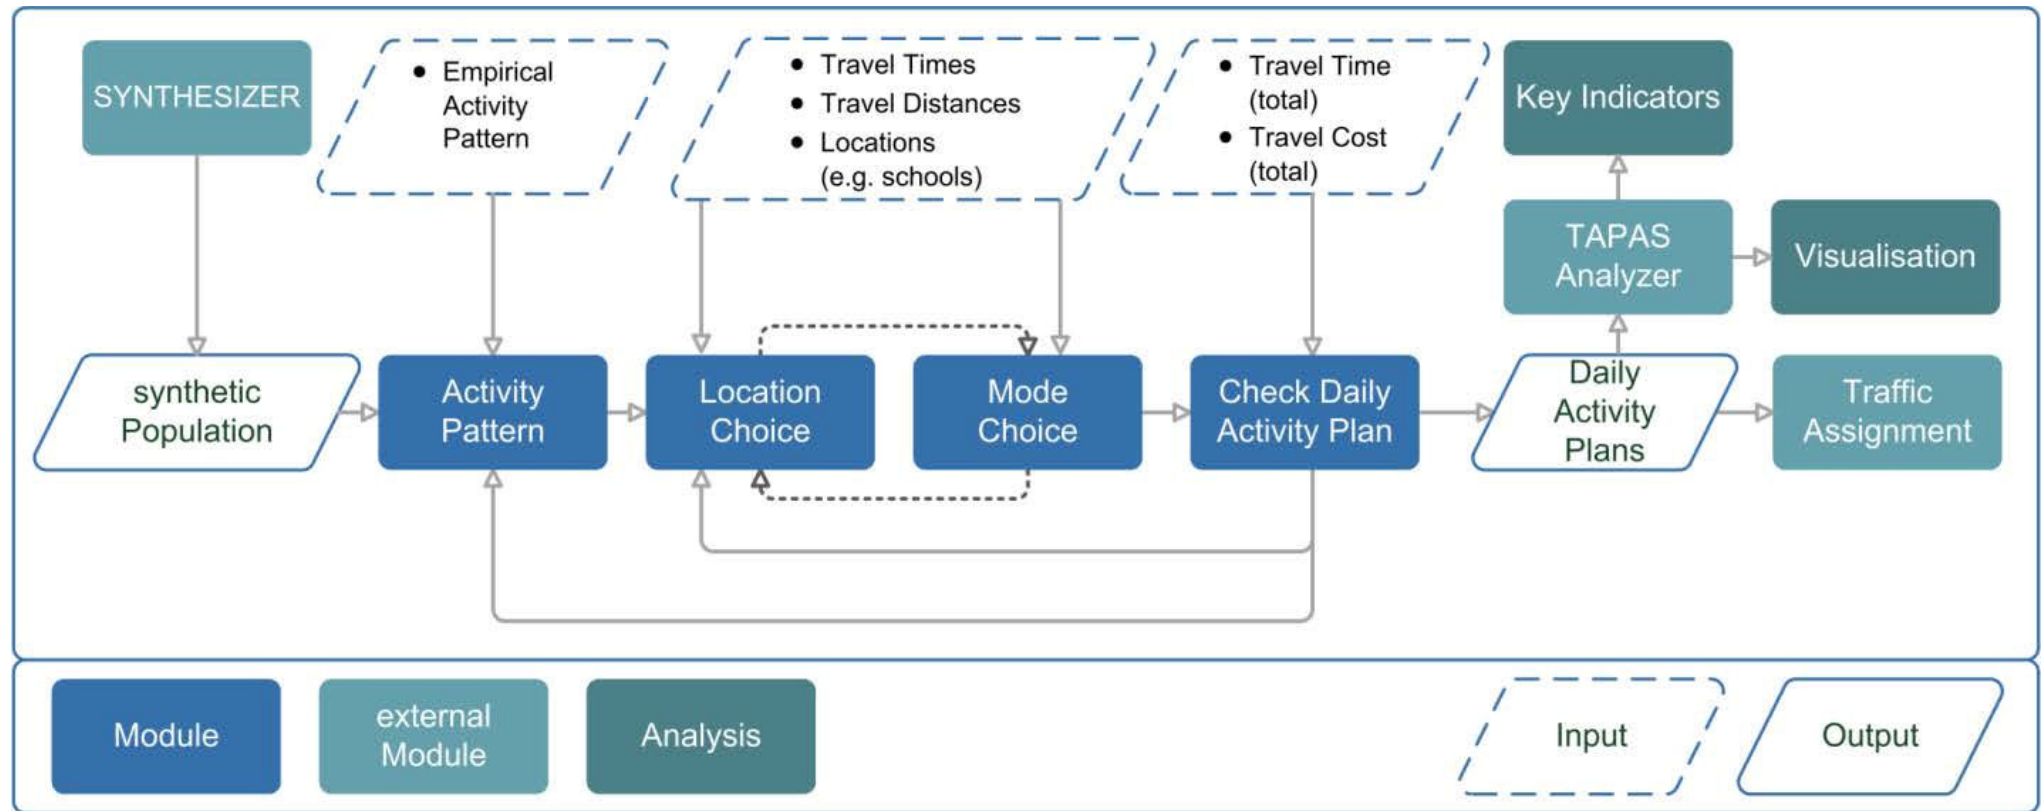 SYNTHESIZER
● Empirical
Activity
Pattern
● Travel Times
● Travel Distances
● Locations
(e.g. schools)
● Travel Time
(total)
● Travel Cost
(total)
Key Indicators
TAPAS
Analyzer
Visualisation
synthetic
Population
Activity
Pattern
Location
Choice
Mode
Choice
Check Daily
Activity Plan
Daily
Activity
Plans
Traffic
Assignment
Module
external
Module
Analysis
Input
Output